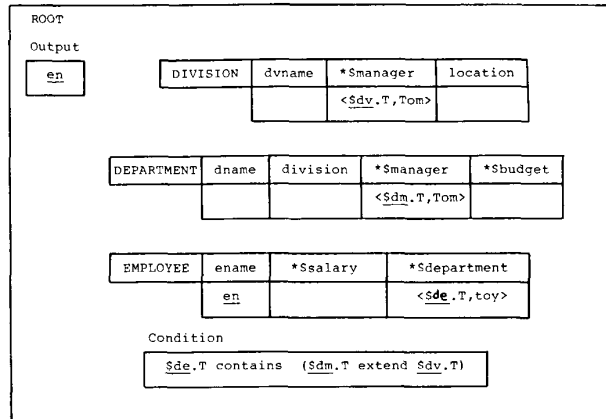 ROOT
Output
en
DIVISION dvname *$manager location
<$dv.T,Tom>
DEPARTMENT dname division *$manager *$budget
<$dm.T,Tom>
EMPLOYEE ename *$salary *$department
en <$de.T,toy>
Condition
$de.T contains ($dm.T extend $dv.T)